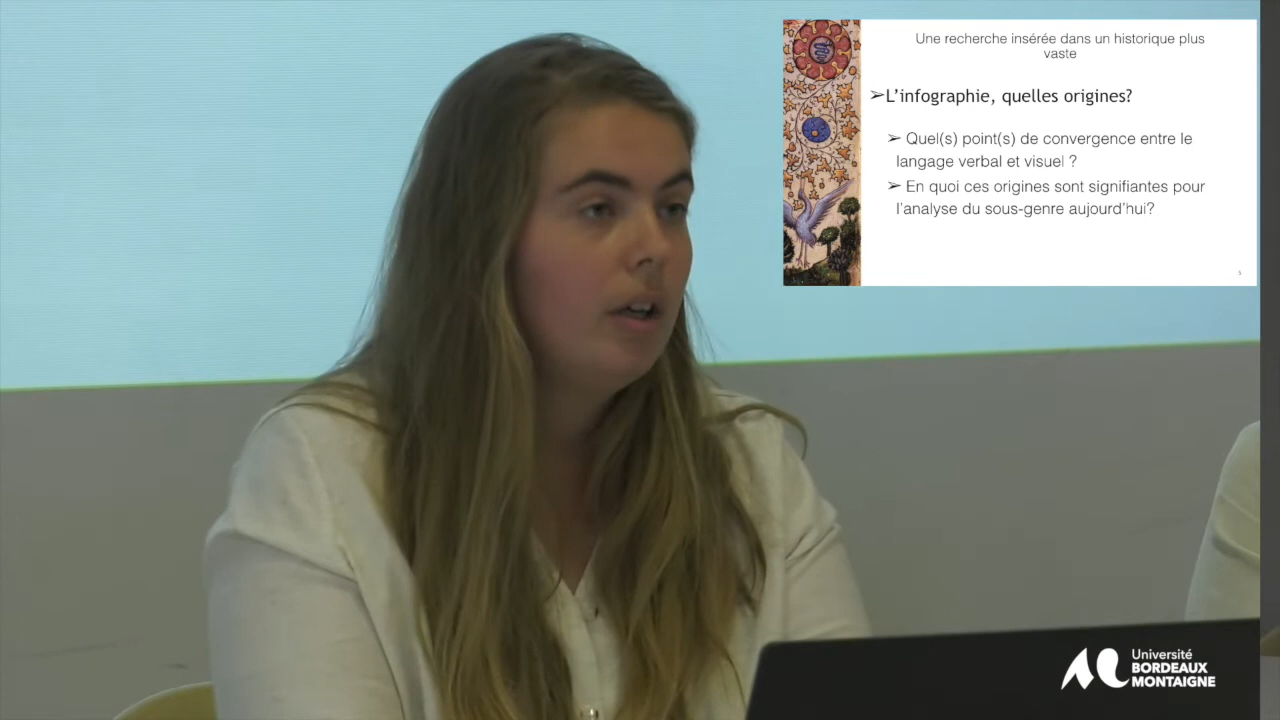 Une recherche insérée dans un historique plus
vaste
➢L'infographie, quelles origines?
➢ Quel(s) point(s) de convergence entre le
langage verbal et visuel ?
➢ En quoi ces origines sont signifiantes pour
l'analyse du sous-genre aujourd'hui?
Université
BORDEAUX
MONTAIGNE